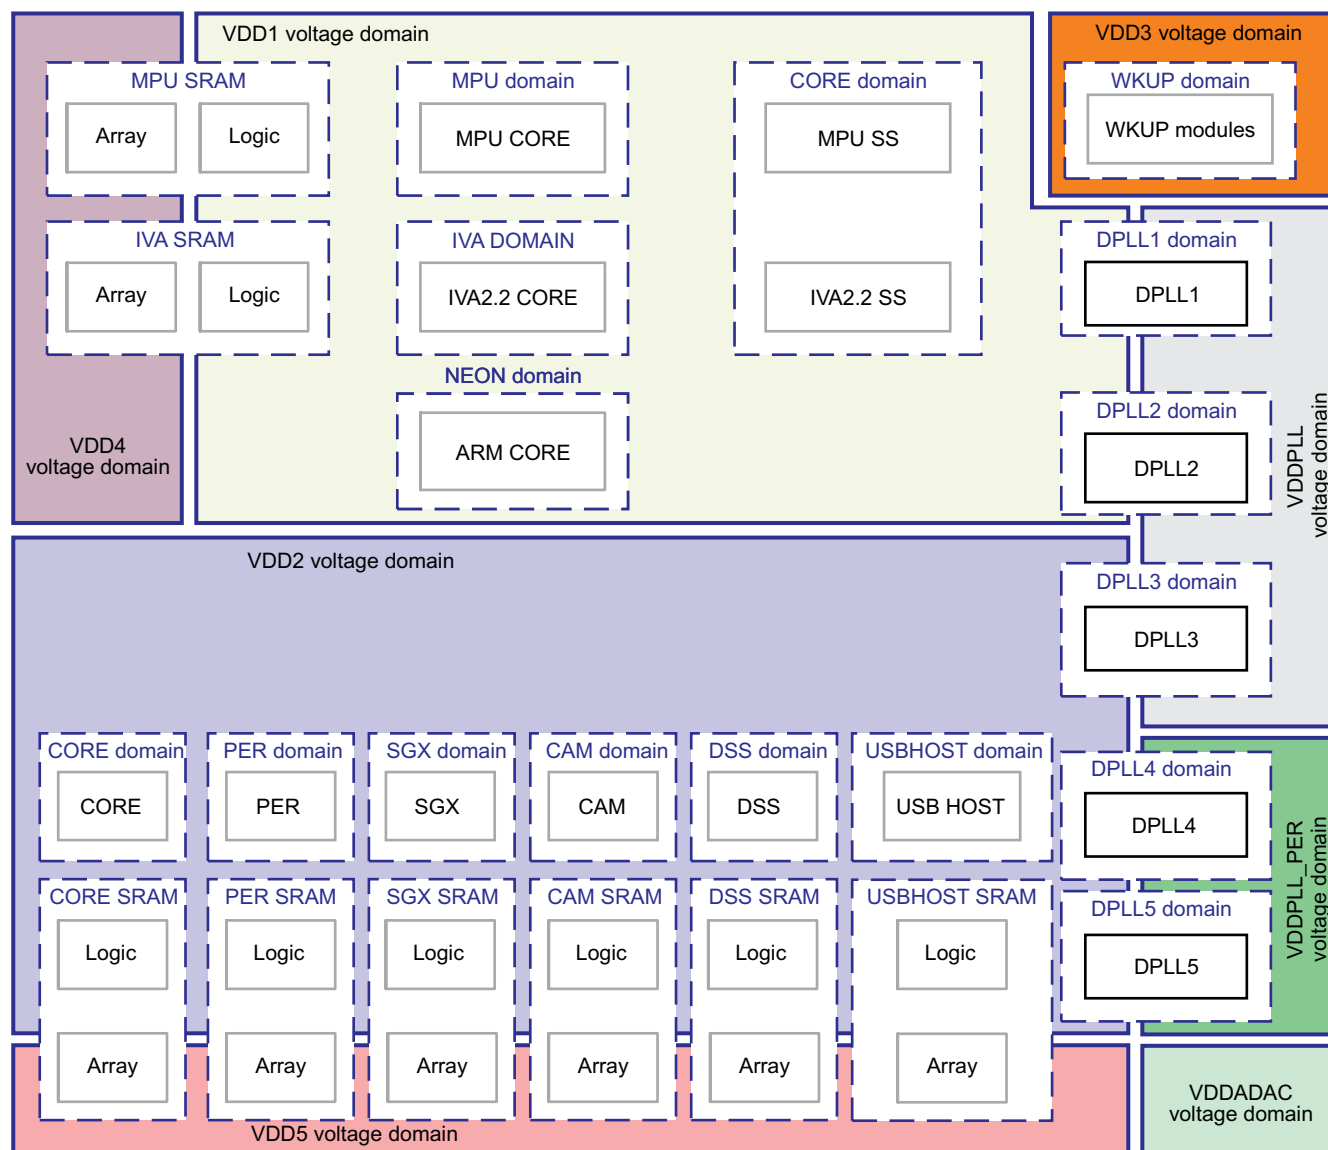 VDD1 voltage domain
VDD3 voltage domain
MPU SRAM
Array
Logic
MPU domain
MPU CORE
CORE domain
MPU SS
IVA2.2 SS
WKUP domain
WKUP modules
IVA SRAM
Array
Logic
IVA DOMAIN
IVA2.2 CORE
NEON domain
ARM CORE
VDD4
voltage domain
DPLL1 domain
DPLL1
DPLL2 domain
DPLL2
DPLL3 domain
DPLL3
VDDPLL
voltage domain
VDD2 voltage domain
CORE domain
CORE
PER domain
PER
SGX domain
SGX
CAM domain
CAM
DSS domain
DSS
USBHOST domain
USB HOST
DPLL4 domain
DPLL4
DPLL5 domain
DPLL5
VDDPLL_PER
voltage domain
CORE SRAM
Logic
Array
PER SRAM
Logic
Array
SGX SRAM
Logic
Array
CAM SRAM
Logic
Array
DSS SRAM
Logic
Array
USBHOST SRAM
Logic
Array
VDD5 voltage domain
VDDADAC
voltage domain